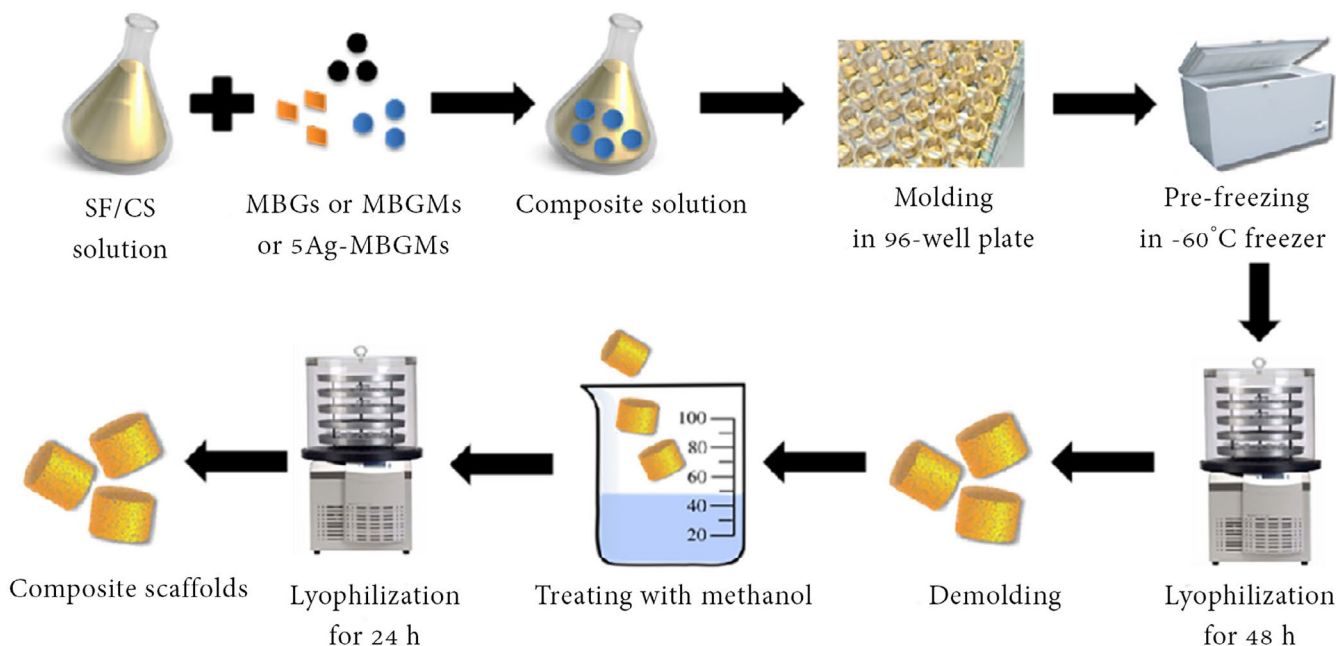 SF/CS
solution
MBGs or MBGMs
or 5Ag-MBGMs
Composite solution
Molding
in 96-well plate
Pre-freezing
in -60°C freezer
Lyophilization
for 48 h
Demolding
100
80
60
40
20
Treating with methanol
Lyophilization
for 24 h
Composite scaffolds